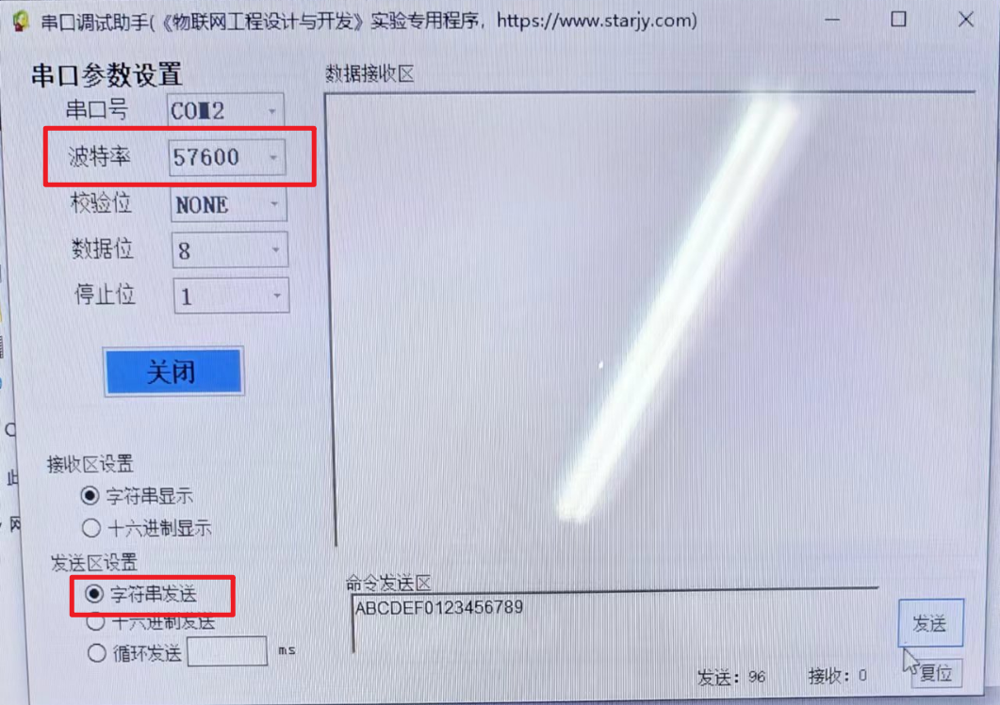 串口调试助手(《物联网工程设计与开发》实验专用程序，https://www.starjy.com)
串口参数设置
数据接收区
串口号 COM2
波特率 57600
校验位 NONE
数据位 8
停止位 1
关闭
接收区设置
字符串显示
十六进制显示
发送区设置
字符串发送
十六进制发送
循环发送 ms
命令发送区
ABCDEF0123456789
发送
发送：96 接收：0 复位